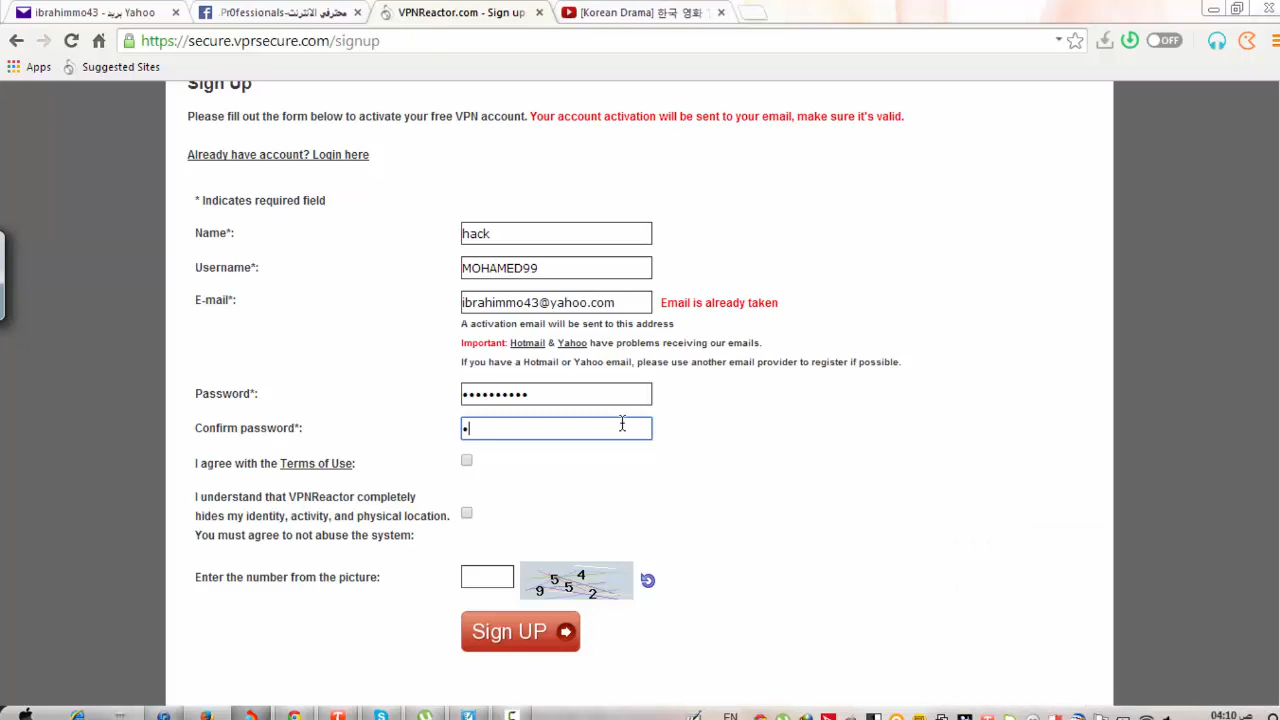 ibrahimmo43 بريد - Yahoo
Pr0fessionals-محترفي الانترنت
VPNReactor.com - Sign up
[Korean Drama] 한국 영화
https://secure.vprsecure.com/signup
OFF
Apps
Suggested Sites
Sign Up
Please fill out the form below to activate your free VPN account. Your account activation will be sent to your email, make sure it's valid.
Already have account? Login here
* Indicates required field
Name*:
hack
Username*:
MOHAMED99
E-mail*:
ibrahimmo43@yahoo.com
Email is already taken
A activation email will be sent to this address
Important: Hotmail & Yahoo have problems receiving our emails.
If you have a Hotmail or Yahoo email, please use another email provider to register if possible.
Password*:
Confirm password*:
I agree with the Terms of Use:
I understand that VPNReactor completely
hides my identity, activity, and physical location.
You must agree to not abuse the system:
Enter the number from the picture:
9 5 5 4 2
Sign UP
EN
04:10